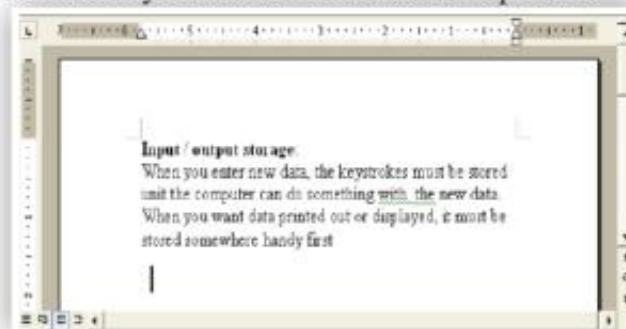 Input / output storage:
When you enter new data, the keystrokes must be stored
unit the computer can do something with the new data.
When you want data printed out or displayed, it must be
stored somewhere handy first